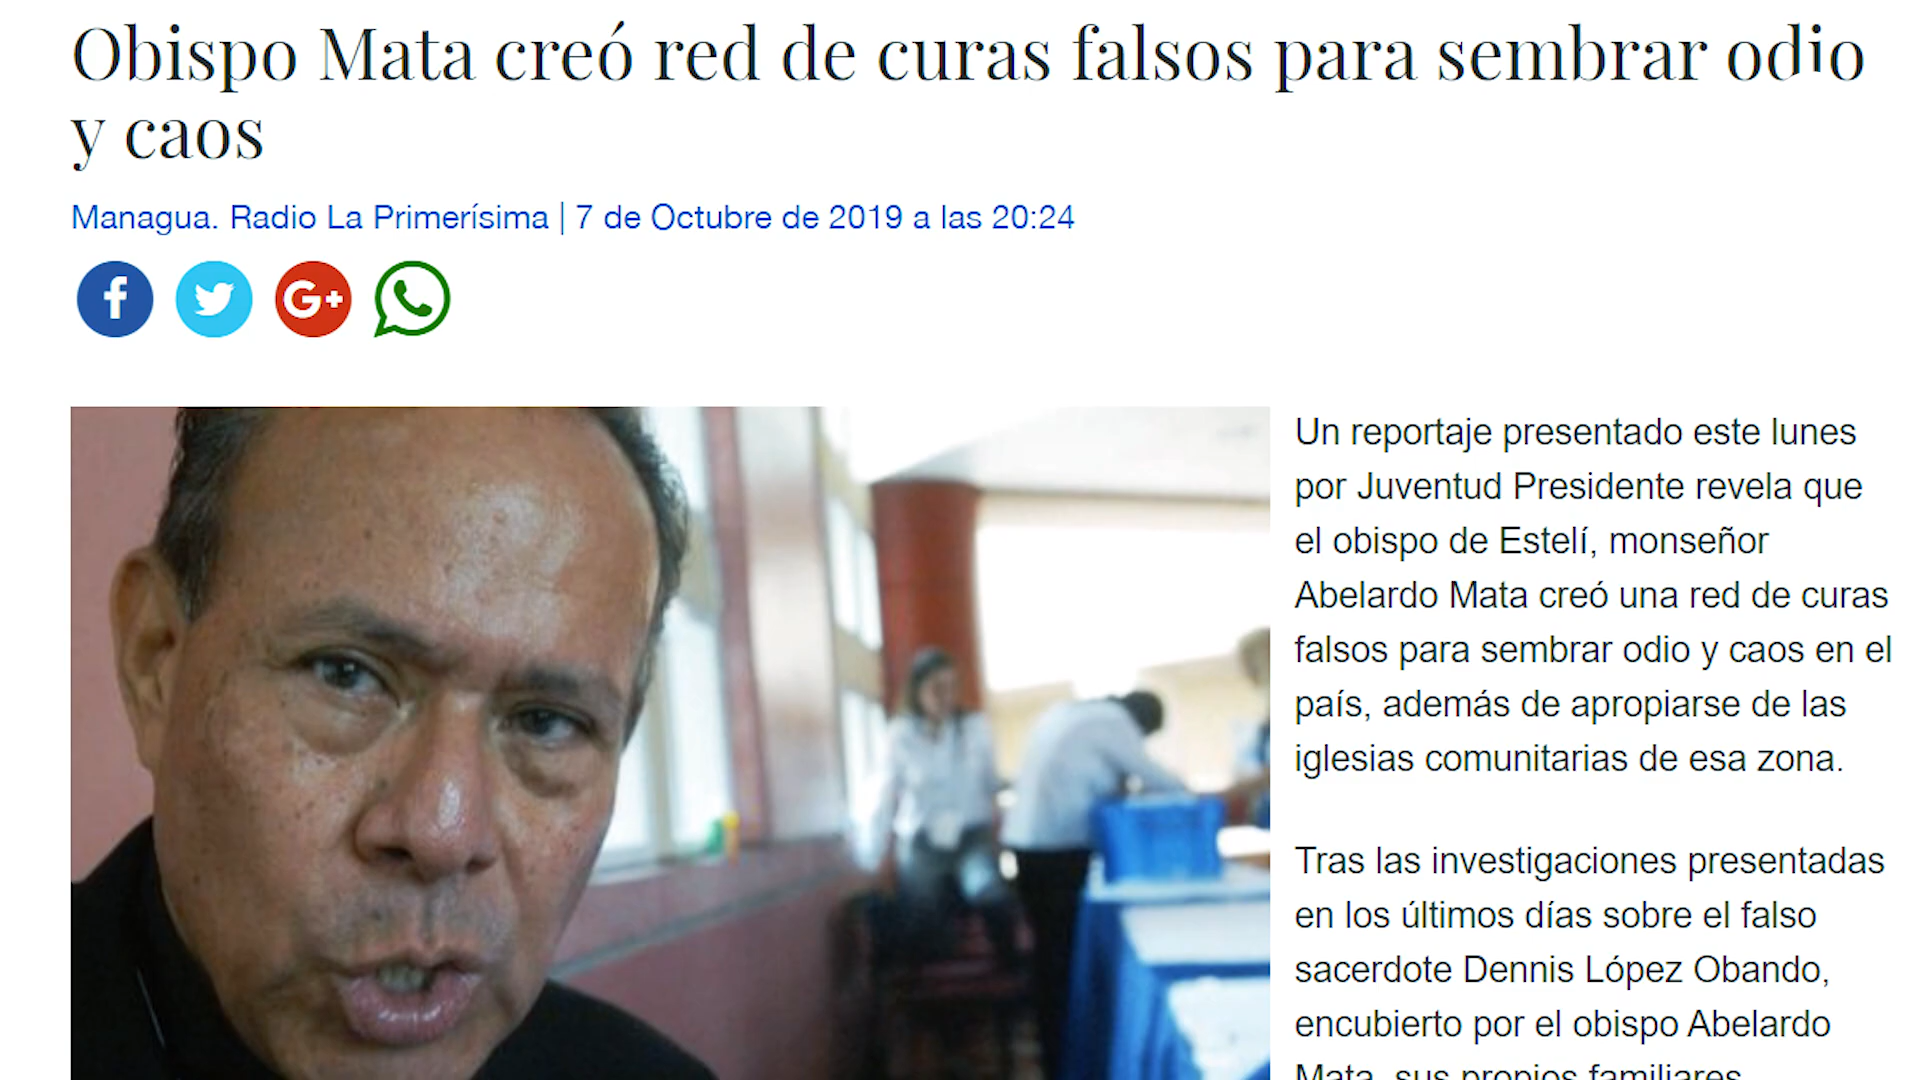 Obispo Mata creó red de curas falsos para sembrar odio
y caos
Managua. Radio La Primerísima | 7 de Octubre de 2019 a las 20:24
f
G+
Un reportaje presentado este lunes
por Juventud Presidente revela que
el obispo de Estelí, monseñor
Abelardo Mata creó una red de curas
falsos para sembrar odio y caos en el
país, además de apropiarse de las
iglesias comunitarias de esa zona.
Tras las investigaciones presentadas
en los últimos días sobre el falso
sacerdote Dennis López Obando,
encubierto por el obispo Abelardo
Mata, sus propios familiares